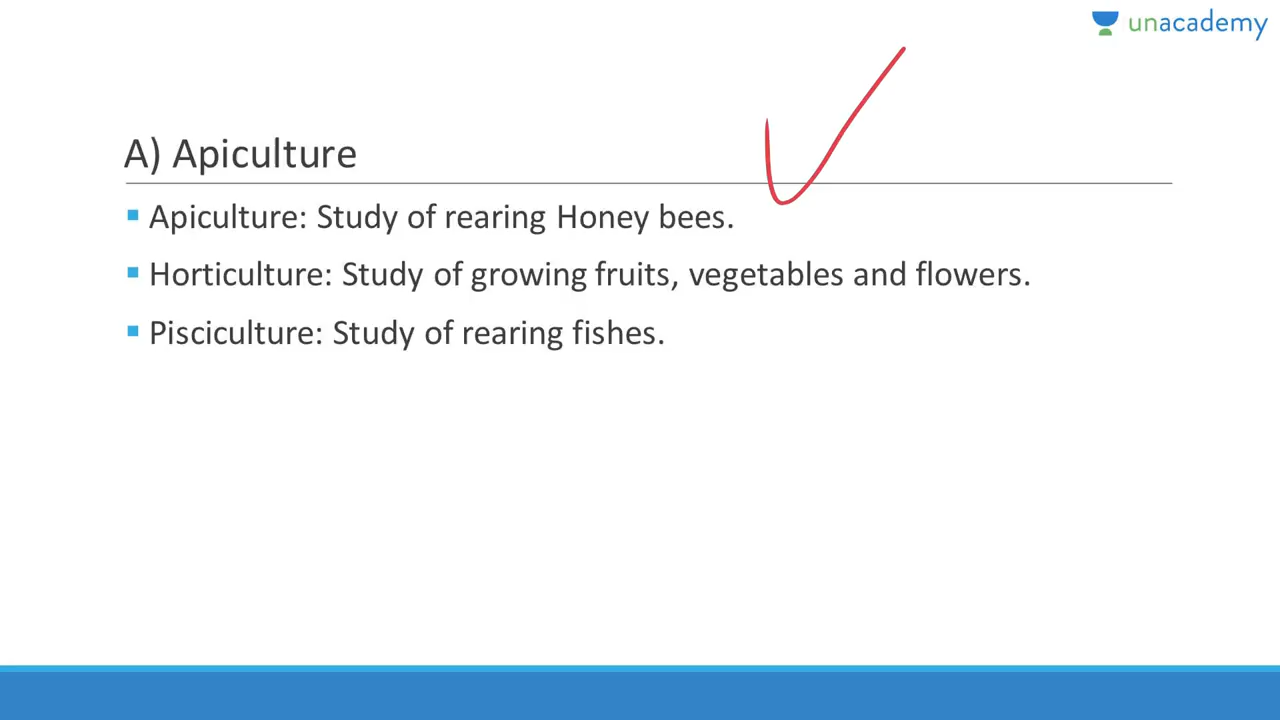 unacademy
A) Apiculture
Apiculture: Study of rearing Honey bees.
Horticulture: Study of growing fruits, vegetables and flowers.
Pisciculture: Study of rearing fishes.